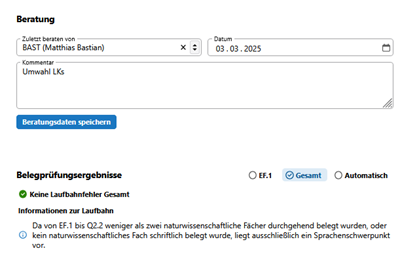 Beratung
Zuletzt beraten von
BAST (Matthias Bastian)
Datum
03.03.2025
Kommentar
Umwahl LKs
Beratungsdaten speichern
Belegprüfungsergebnisse
EF.1
Gesamt
Automatisch
Keine Laufbahnfehler Gesamt
Informationen zur Laufbahn
Da von EF.1 bis Q2.2 weniger als zwei naturwissenschaftliche Fächer durchgehend belegt wurden, oder
kein naturwissenschaftliches Fach schriftlich belegt wurde, liegt ausschließlich ein Sprachenschwerpunkt
vor.